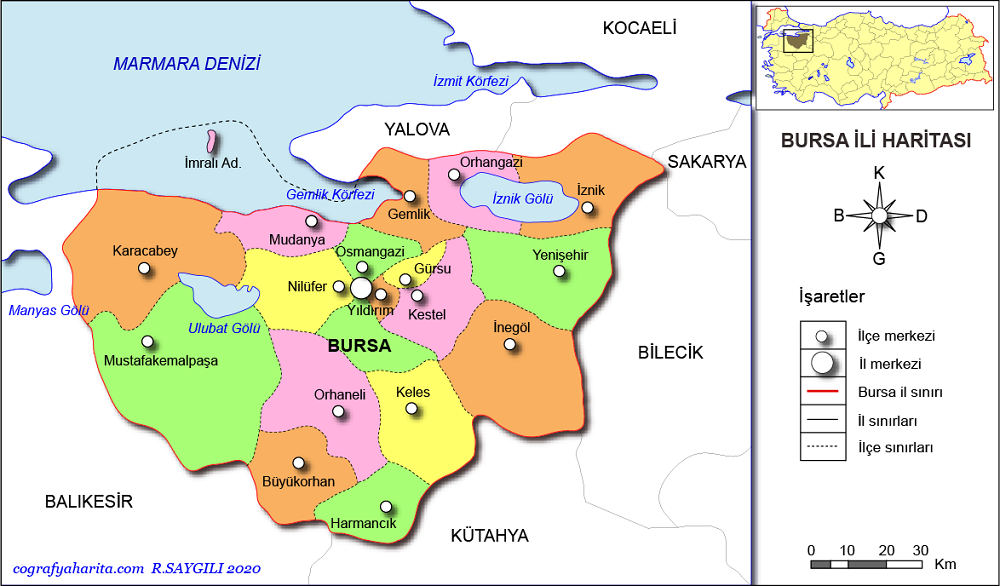 KOCAELİ
MARMARA DENİZİ
İzmit Körfezi
YALOVA
SAKARYA
İmralı Ad.
Orhangazi
Gemlik Körfezi
İznik Gölü
İznik
Gemlik
Mudanya
Karacabey
Osmangazi
Yenişehir
Gürsu
Nilüfer
Manyas Gölü
Yıldırım
Kestel
Ulubat Gölü
İnegöl
BURSA
BİLECİK
Mustafakemalpaşa
Orhaneli
Keles
Büyükorhan
BALIKESİR
Harmancık
KÜTAHYA
cografyaharita.com R.SAYGILI 2020
BURSA İLİ HARİTASI
K
B
D
G
İşaretler
İlçe merkezi
İl merkezi
Bursa il sınırı
İl sınırları
İlçe sınırları
0 10 20 30
Km